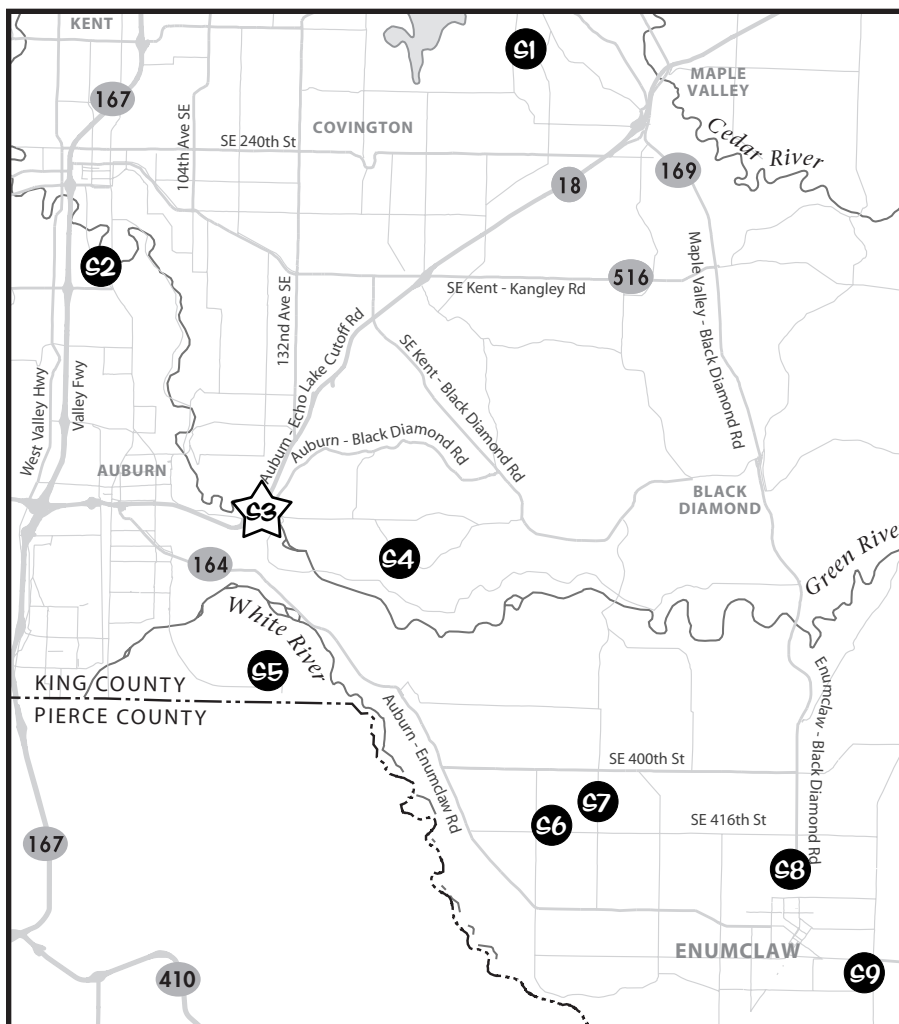 KENT
S1
MAPLE
VALLEY
167
104th Ave SE
COVINGTON
SE 240th St
Cedar River
18
169
S2
516
SE Kent - Kangley Rd
Maple Valley - Black Diamond Rd
132nd Ave SE
Auburn - Echo Lake Cutoff Rd
SE Kent - Black Diamond Rd
West Valley Hwy
Valley Fwy
Auburn - Black Diamond Rd
AUBURN
BLACK
DIAMOND
S3
S4
164
Green Rive
White River
S5
KING COUNTY
PIERCE COUNTY
Auburn - Enumclaw Rd
Enumclaw - Black Diamond Rd
SE 400th St
S7
S6
SE 416th St
167
S8
ENUMCLAW
S9
410